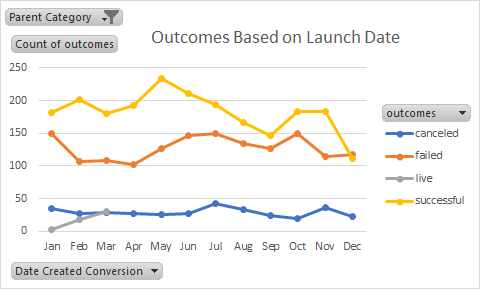 Parent Category
Count of outcomes
Outcomes Based on Launch Date
250
200
150
100
50
0
Jan Feb Mar Apr May Jun Jul Aug Sep Oct Nov Dec
outcomes
canceled
failed
live
successful
Date Created Conversion